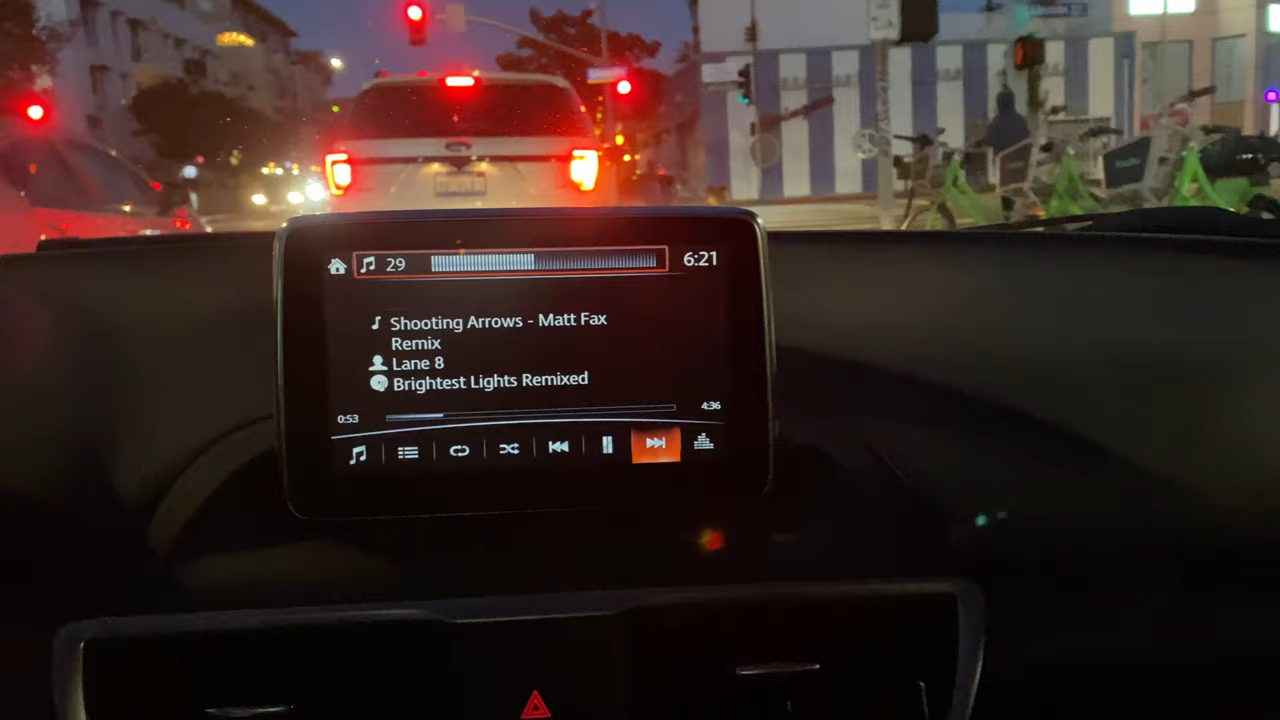 29
6:21
Shooting Arrows - Matt Fax
Remix
Lane 8
Brightest Lights Remixed
0:53
4:36